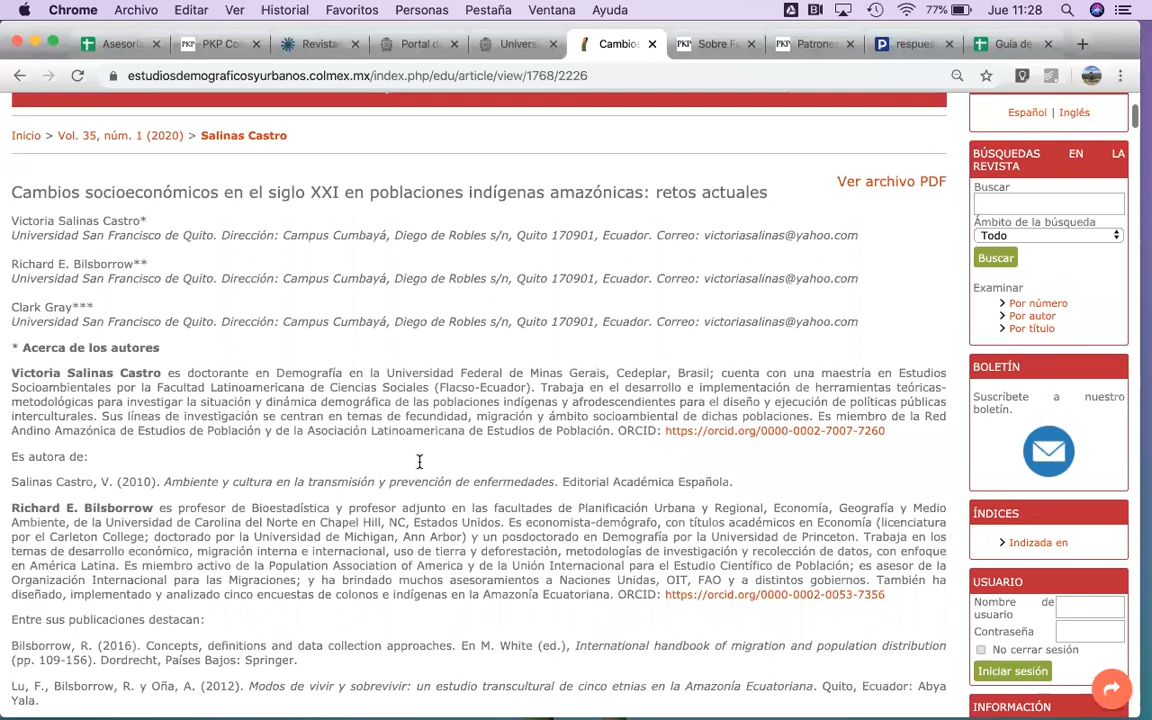 Chrome Archivo Editar Ver Historial Favoritos Personas Pestaña Ventana Ayuda 77% Jue 11:28
Asesoría PKP Co Revista Portal d Univers Cambio Sobre F Patrone respues Guía de
estudiosdemograficosyurbanos.colmex.mx/index.php/edu/article/view/1768/2226
Inicio > Vol. 35, núm. 1 (2020) > Salinas Castro
Ver archivo PDF
Cambios socioeconómicos en el siglo XXI en poblaciones indígenas amazónicas: retos actuales
Victoria Salinas Castro*
Universidad San Francisco de Quito. Dirección: Campus Cumbayá, Diego de Robles s/n, Quito 170901, Ecuador. Correo: victoriasalinas@yahoo.com
Richard E. Bilsborrow**
Universidad San Francisco de Quito. Dirección: Campus Cumbayá, Diego de Robles s/n, Quito 170901, Ecuador. Correo: victoriasalinas@yahoo.com
Clark Gray***
Universidad San Francisco de Quito. Dirección: Campus Cumbayá, Diego de Robles s/n, Quito 170901, Ecuador. Correo: victoriasalinas@yahoo.com
* Acerca de los autores
Victoria Salinas Castro es doctorante en Demografía en la Universidad Federal de Minas Gerais, Cedeplar, Brasil; cuenta con una maestría en Estudios
Socioambientales por la Facultad Latinoamericana de Ciencias Sociales (Flacso-Ecuador). Trabaja en el desarrollo e implementación de herramientas teóricas-
metodológicas para investigar la situación y dinámica demográfica de las poblaciones indígenas y afrodescendientes para el diseño y ejecución de políticas públicas
interculturales. Sus líneas de investigación se centran en temas de fecundidad, migración y ámbito socioambiental de dichas poblaciones. Es miembro de la Red
Andino Amazónica de Estudios de Población y de la Asociación Latinoamericana de Estudios de Población. ORCID: https://orcid.org/0000-0002-7007-7260
Es autora de:
Salinas Castro, V. (2010). Ambiente y cultura en la transmisión y prevención de enfermedades. Editorial Académica Española.
Richard E. Bilsborrow es profesor de Bioestadística y profesor adjunto en las facultades de Planificación Urbana y Regional, Economía, Geografía y Medio
Ambiente, de la Universidad de Carolina del Norte en Chapel Hill, NC, Estados Unidos. Es economista-demógrafo, con títulos académicos en Economía (licenciatura
por el Carleton College; doctorado por la Universidad de Michigan, Ann Arbor) y un posdoctorado en Demografía por la Universidad de Princeton. Trabaja en los
temas de desarrollo económico, migración interna e internacional, uso de tierra y deforestación, metodologías de investigación y recolección de datos, con enfoque
en América Latina. Es miembro activo de la Population Association of America y de la Unión Internacional para el Estudio Científico de Población; es asesor de la
Organización Internacional para las Migraciones; y ha brindado muchos asesoramientos a Naciones Unidas, OIT, FAO y a distintos gobiernos. También ha
diseñado, implementado y analizado cinco encuestas de colonos e indígenas en la Amazonía Ecuatoriana. ORCID: https://orcid.org/0000-0002-0053-7356
Entre sus publicaciones destacan:
Bilsborrow, R. (2016). Concepts, definitions and data collection approaches. En M. White (ed.), International handbook of migration and population distribution
(pp. 109-156). Dordrecht, Países Bajos: Springer.
Lu, F., Bilsborrow, R. y Oña, A. (2012). Modos de vivir y sobrevivir: un estudio transcultural de cinco etnias en la Amazonía Ecuatoriana. Quito, Ecuador: Abya
Yala.
Español | Inglés
BÚSQUEDAS EN LA
REVISTA
Buscar
Ámbito de la búsqueda
Todo
Buscar
Examinar
Por número
Por autor
Por título
BOLETÍN
Suscríbete a nuestro
boletín.
ÍNDICES
Indizada en
USUARIO
Nombre de
usuario
Contraseña
No cerrar sesión
Iniciar sesión
INFORMACIÓN